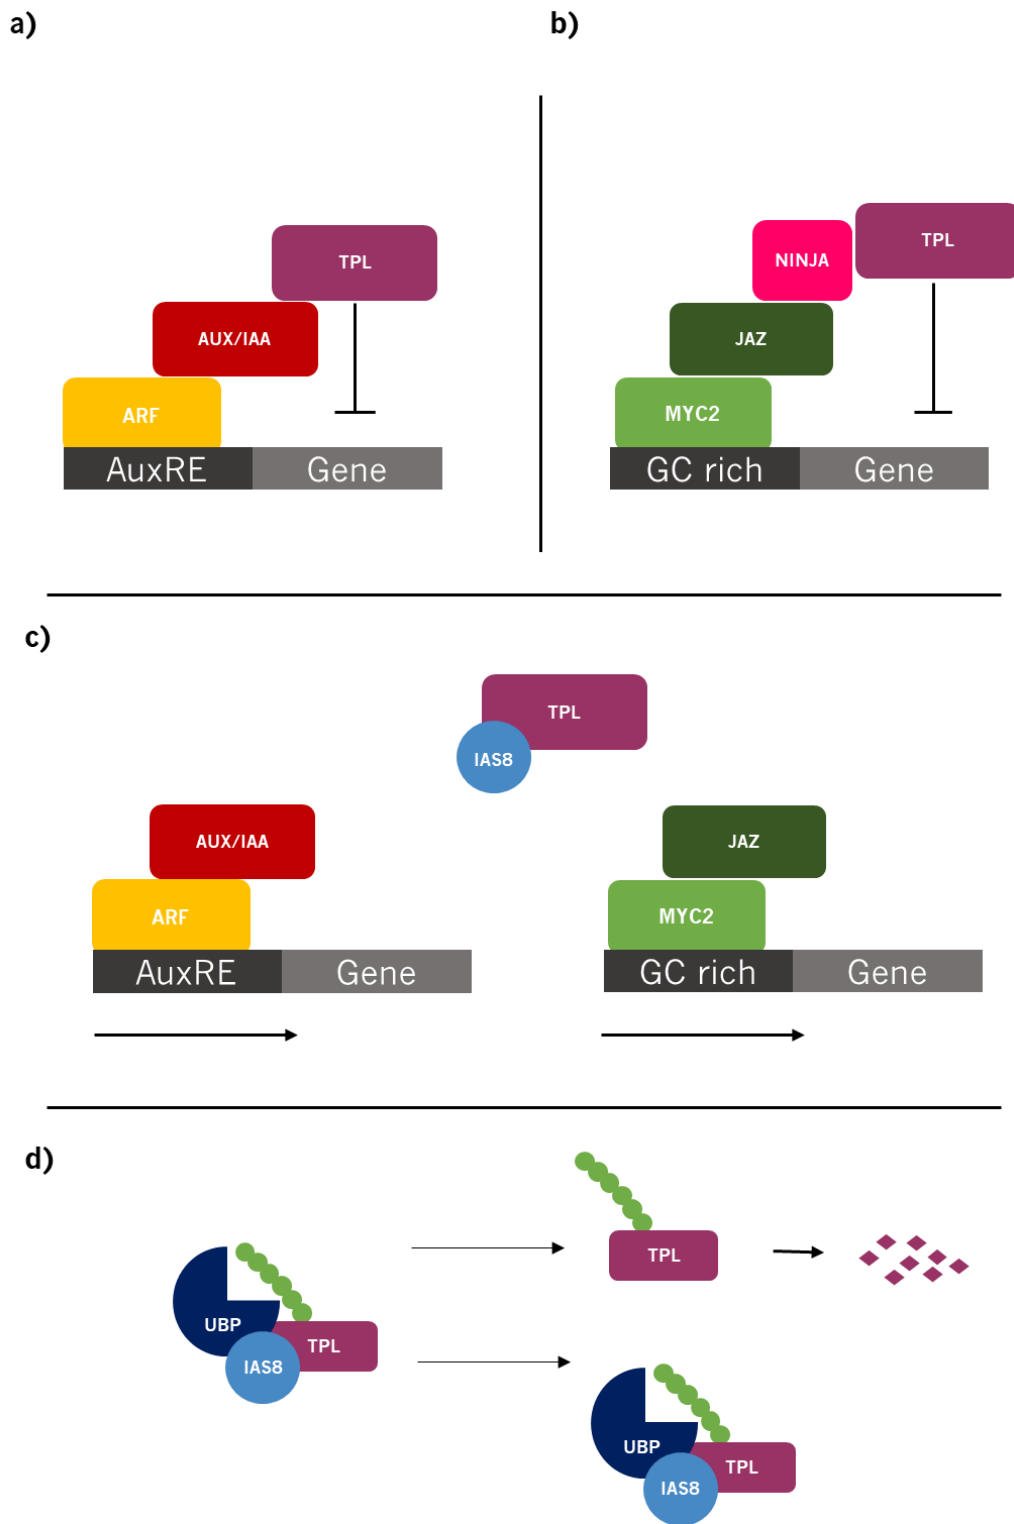 a)
b)
TPL
AUX/IAA
ARF
AuxRE Gene
TPL
NINJA
JAZ
MYC2
GC rich Gene
c)
TPL
IAS8
AUX/IAA
ARF
AuxRE Gene
JAZ
MYC2
GC rich Gene
d)
UBP
TPL
IAS8
TPL
UBP
TPL
IAS8